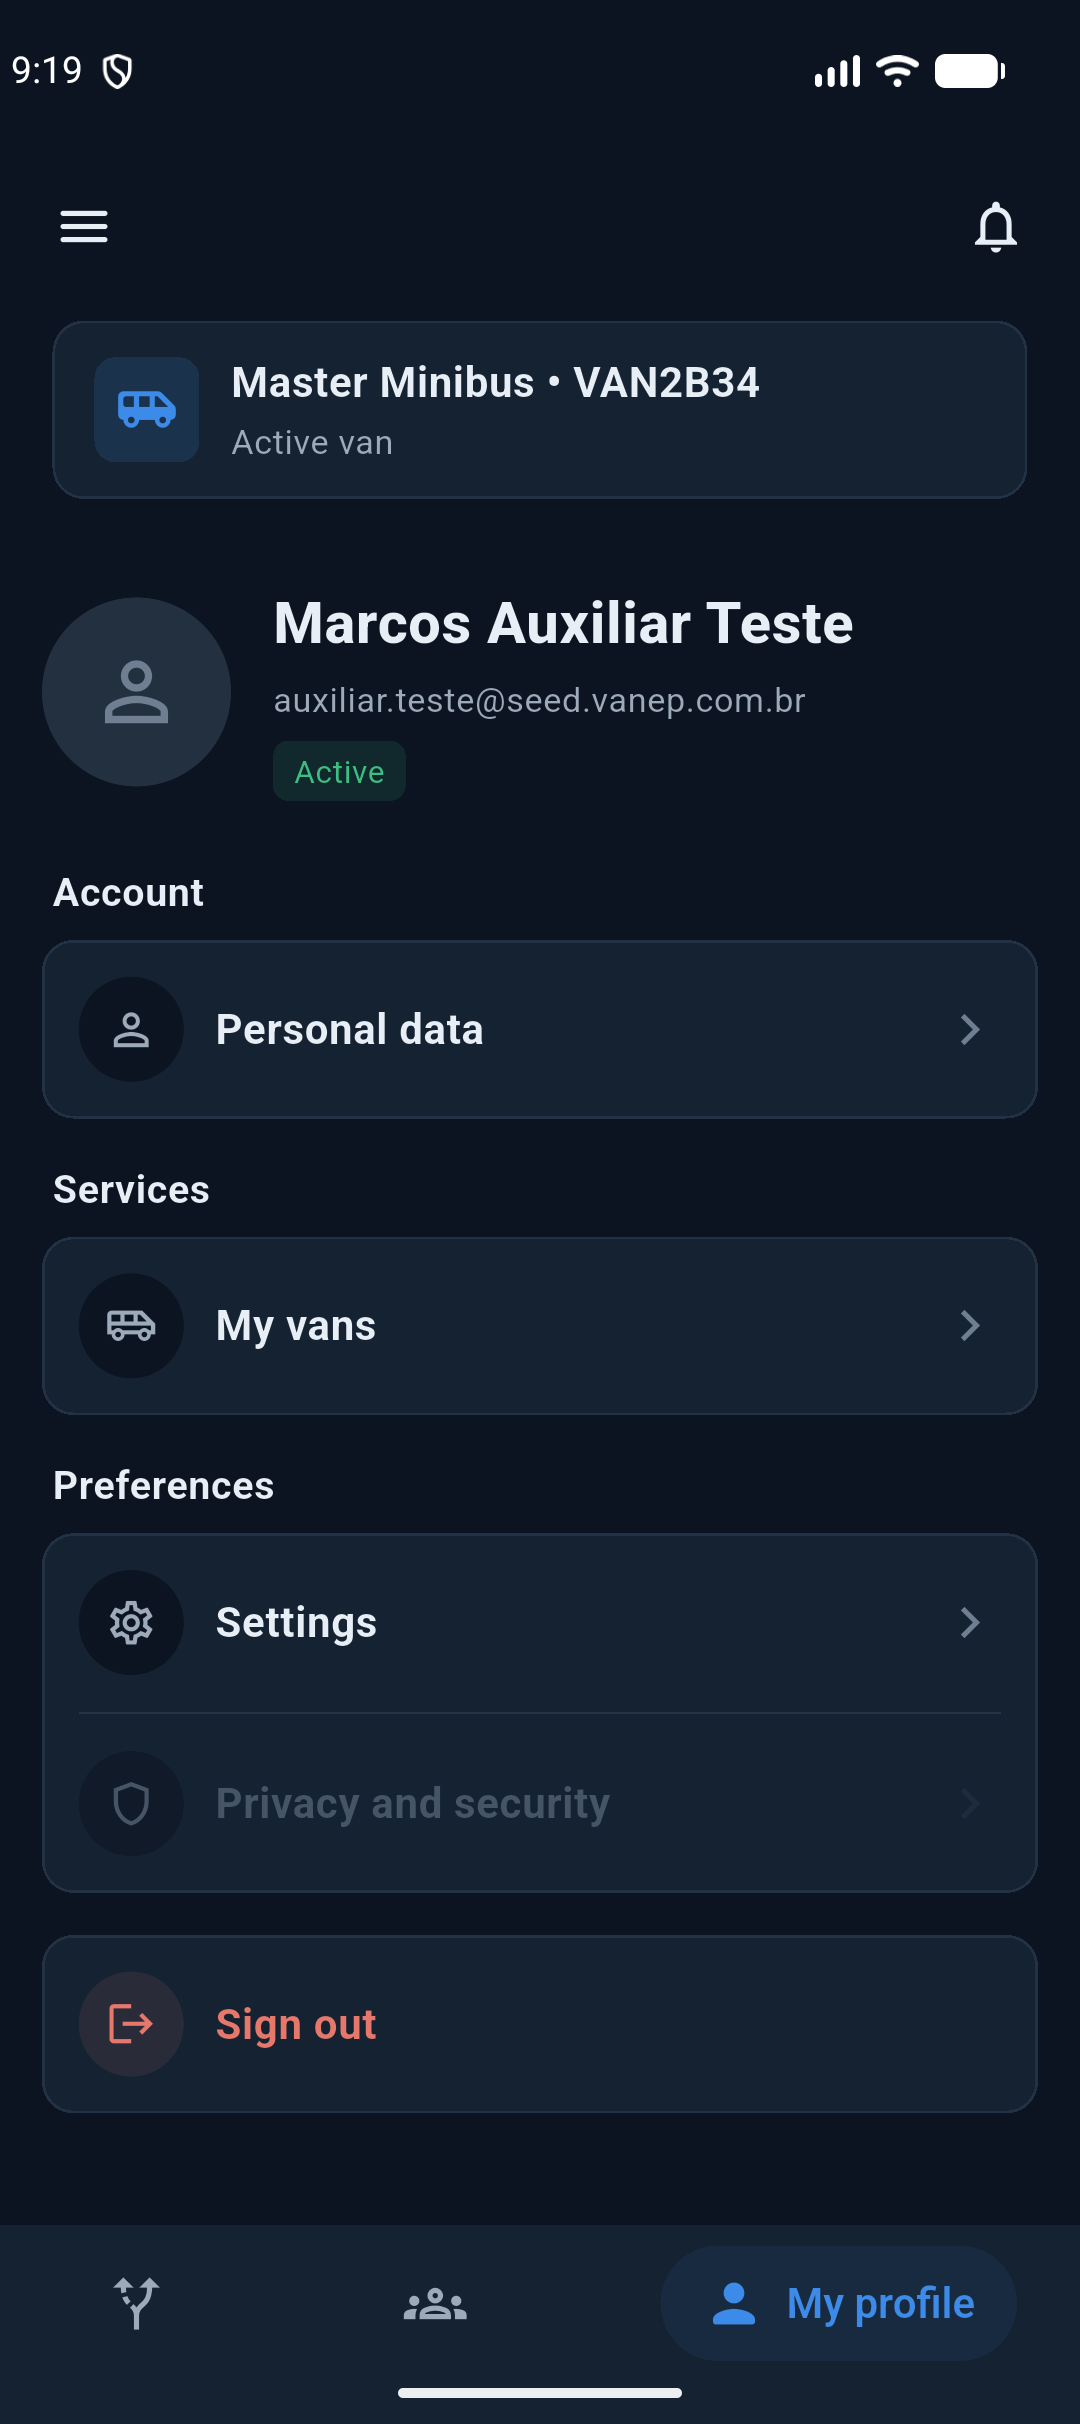 9:19
Master Minibus • VAN2B34
Active van
Marcos Auxiliar Teste
auxiliar.teste@seed.vanep.com.br
Active
Account
Personal data
Services
My vans
Preferences
Settings
Privacy and security
Sign out
My profile